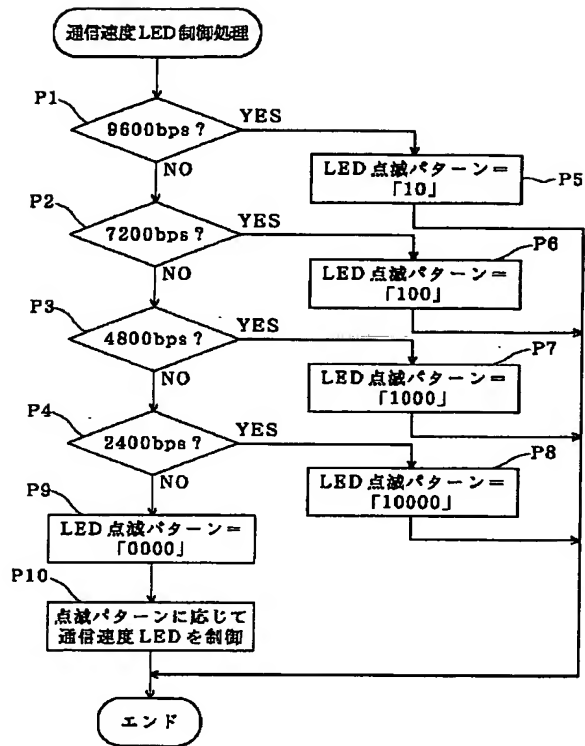 通信速度LED制御処理
P1
9600bps?
YES
NO
LED点滅パターン=
「10」
P5
P2
7200bps?
YES
NO
P6
LED点滅パターン=
「100」
P3
4800bps?
YES
NO
P7
LED点滅パターン=
「1000」
P4
2400bps?
YES
NO
P8
LED点滅パターン=
「10000」
P9
LED点滅パターン=
「0000」
P10
点滅パターンに応じて
通信速度LEDを制御
エンド